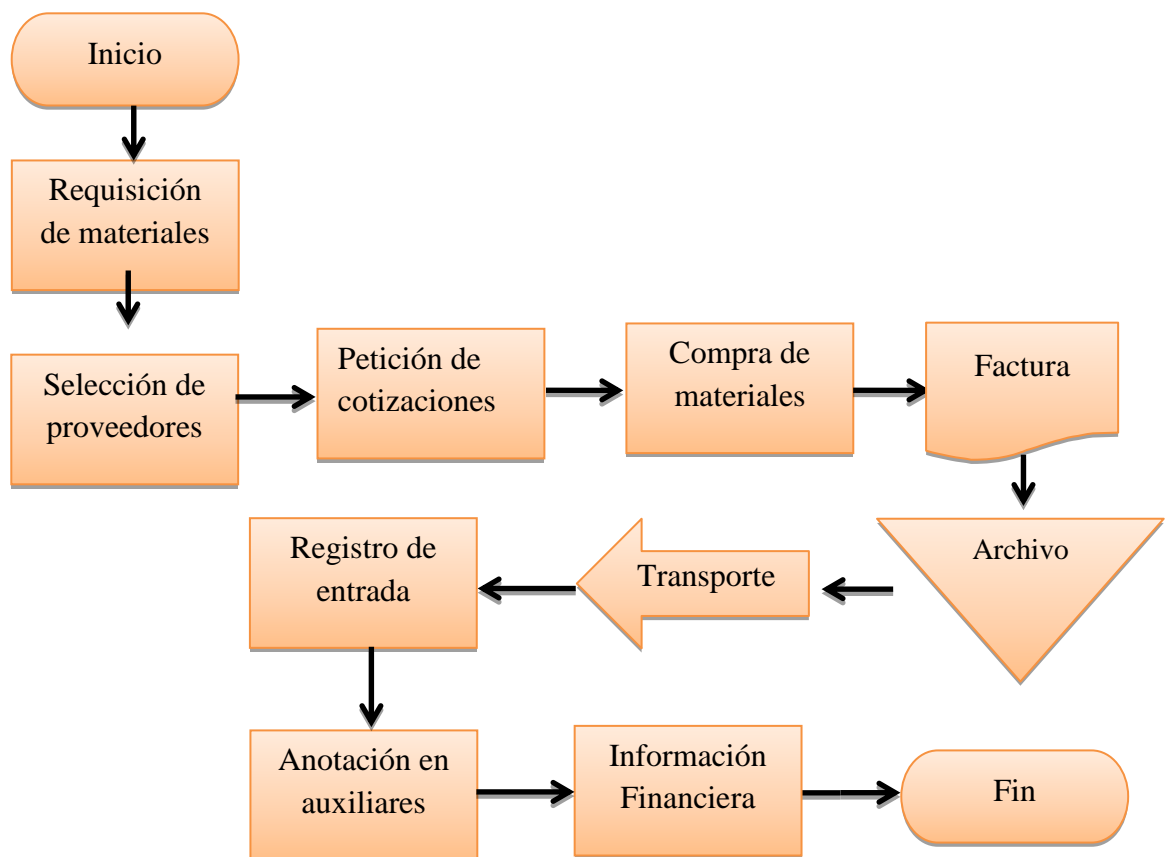 Inicio
Requisición
de materiales
Selección de
proveedores
Petición de
cotizaciones
Compra de
materiales
Factura
Archivo
Transporte
Registro de
entrada
Anotación en
auxiliares
Información
Financiera
Fin